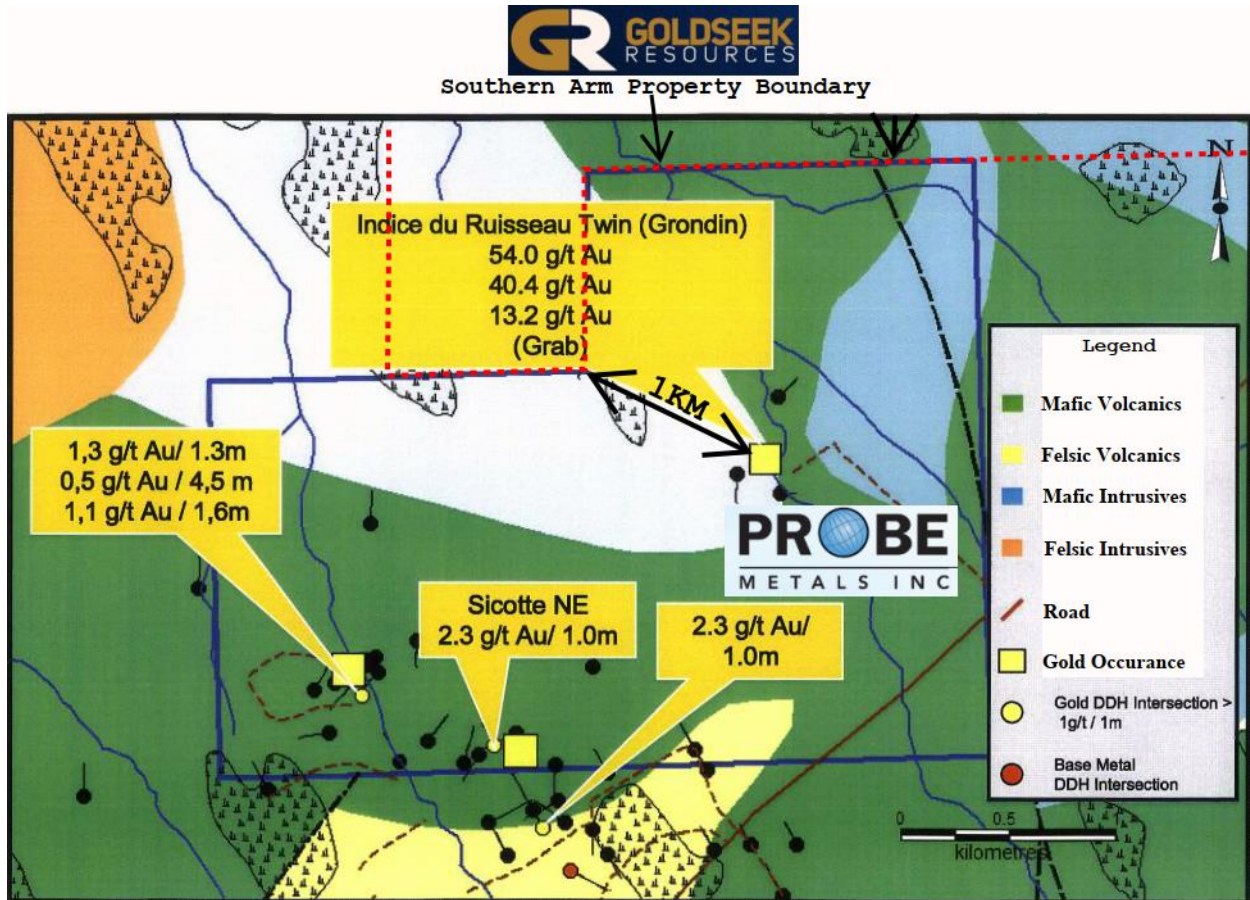 GR GOLDSEEK
RESOURCES
Southern Arm Property Boundary
N
Indice du Ruisseau Twin (Grondin)
54.0 g/t Au
40.4 g/t Au
13.2 g/t Au
(Grab)
1KM
1,3 g/t Au/ 1.3m
0,5 g/t Au / 4,5 m
1,1 g/t Au / 1,6m
Sicotte NE
2.3 g/t Au/ 1.0m
2.3 g/t Au/
1.0m
PROBE
METALS INC
Legend
Mafic Volcanics
Felsic Volcanics
Mafic Intrusives
Felsic Intrusives
Road
Gold Occurance
Gold DDH Intersection >
1g/t / 1m
Base Metal
DDH Intersection
0 0.5 1
kilometres